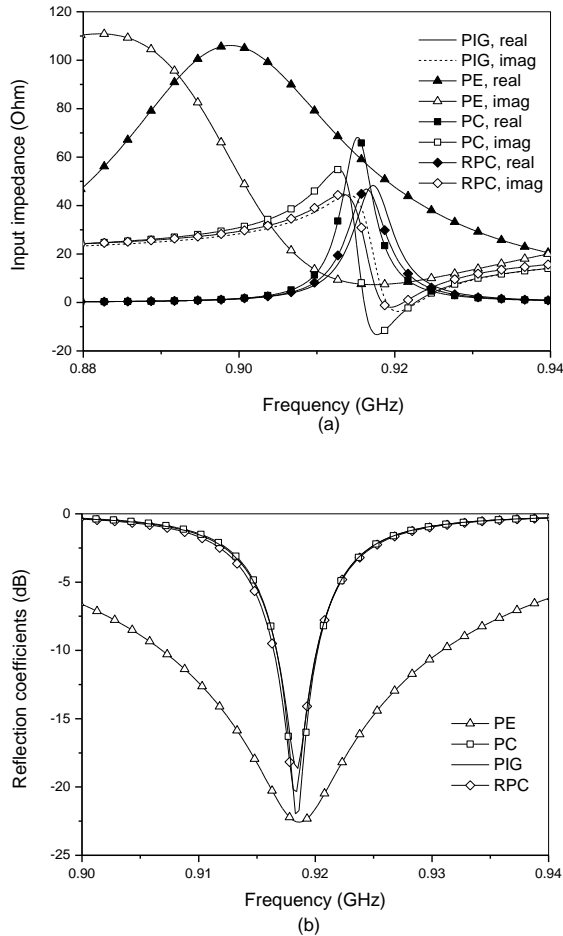 120
100
80
60
40
20
0
-20
Input impedance (Ohm)
PIG, real
PIG, imag
PE, real
PE, imag
PC, real
PC, imag
RPC, real
RPC, imag
0.88
0.90
0.92
0.94
Frequency (GHz)
(a)
0
-5
-10
-15
-20
-25
Reflection coefficients (dB)
PE
PC
PIG
RPC
0.90
0.91
0.92
0.93
0.94
Frequency (GHz)
(b)